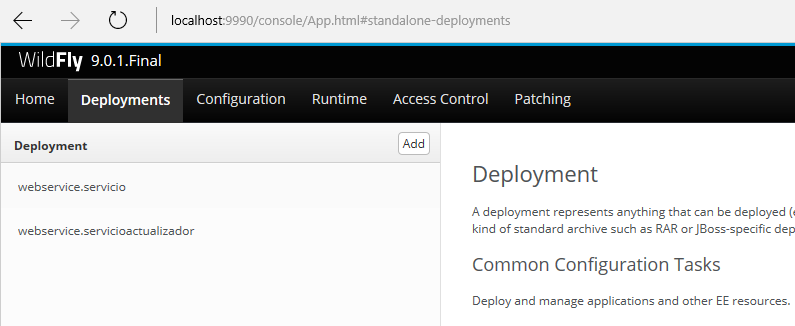 localhost:9990/console/App.html#standalone-deployments
WildFly 9.0.1.Final
Home Deployments Configuration Runtime Access Control Patching
Deployment Add
webservice.servicio
webservice.servicioactualizador
Deployment
A deployment represents anything that can be deployed (e
kind of standard archive such as RAR or JBoss-specific dep
Common Configuration Tasks
Deploy and manage applications and other EE resources.